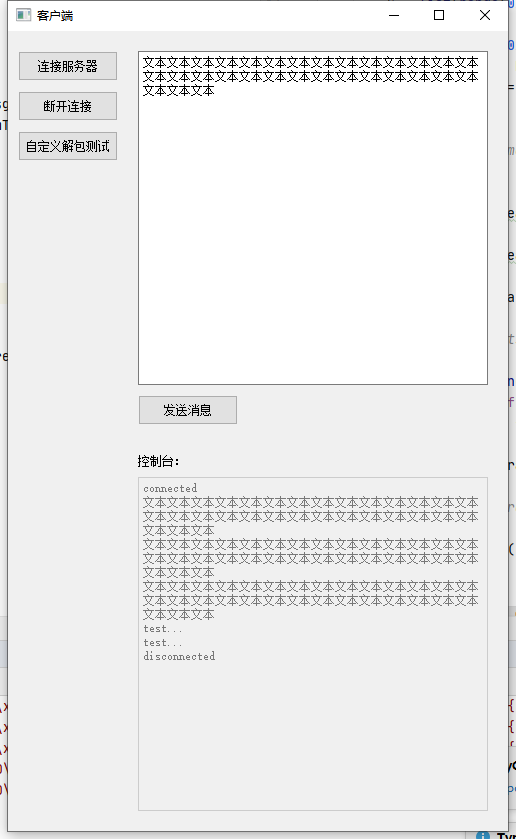 客户端
连接服务器
断开连接
自定义解包测试
文本文本文本文本文本文本文本文本文本文本文本文本文本文本
文本文本文本文本文本文本文本文本文本文本文本文本文本文本
文本文本文本
发送消息
控制台：
connected
文本文本文本文本文本文本文本文本文本文本文本文本文本文本
文本文本文本文本文本文本文本文本文本文本文本文本文本文本
文本文本文本
文本文本文本文本文本文本文本文本文本文本文本文本文本文本
文本文本文本文本文本文本文本文本文本文本文本文本文本文本
文本文本文本
文本文本文本文本文本文本文本文本文本文本文本文本文本文本
文本文本文本文本文本文本文本文本文本文本文本文本文本文本
文本文本文本
test...
test...
disconnected